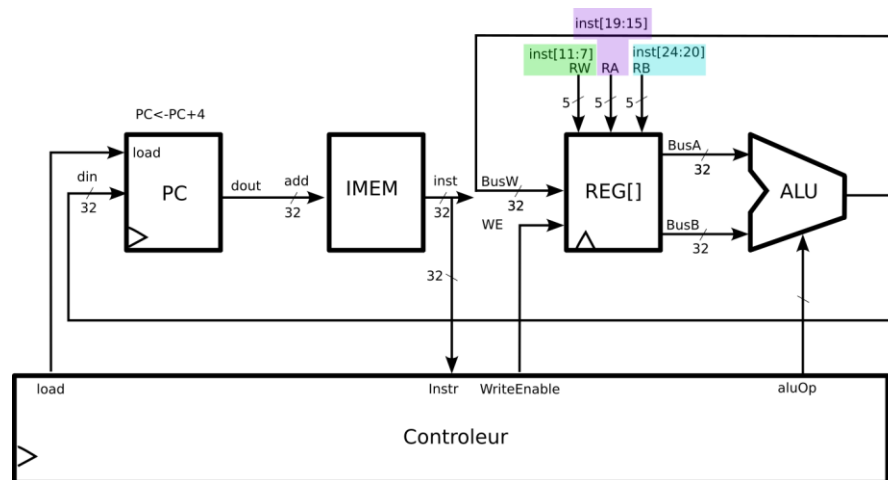 inst[19:15]
inst[11:7]
inst[24:20]
RW
RA
RB
PC<-PC+4
5
5
5
load
din
32
PC
dout
add
32
IMEM
inst
32
BusW
32
WE
REG[]
BusA
32
BusB
32
ALU
32
load
Instr
WriteEnable
aluOp
Controleur